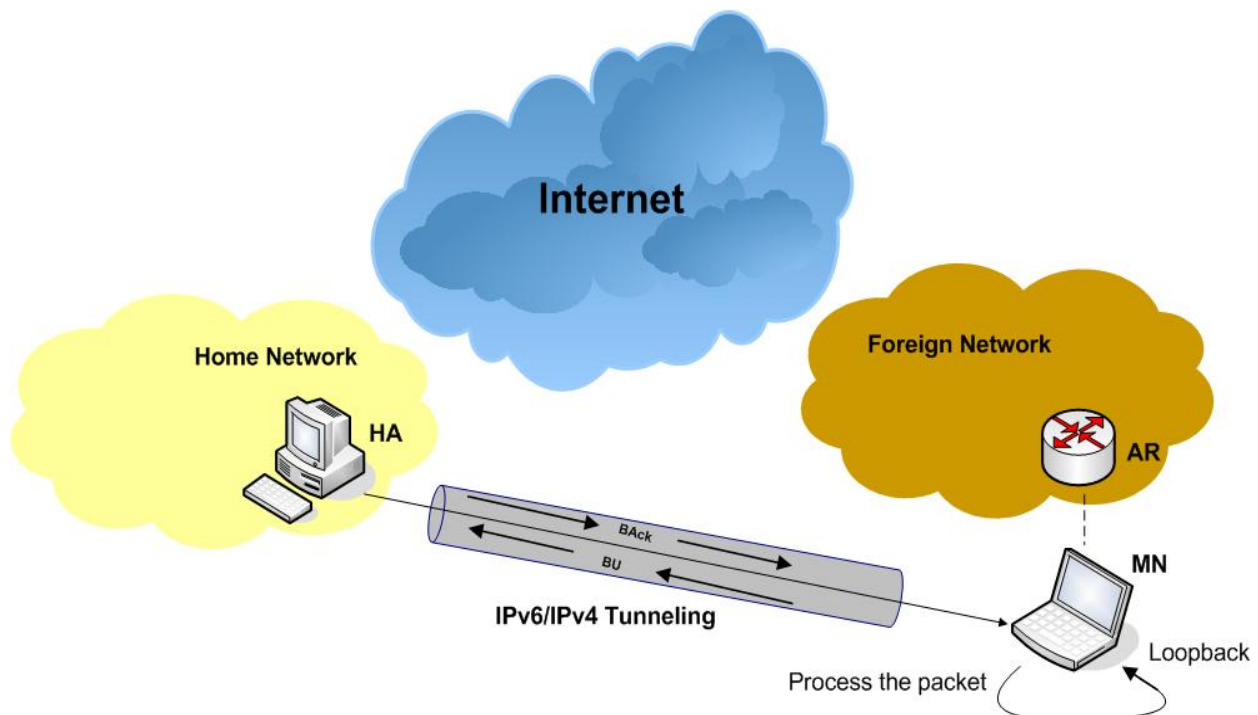 Internet
Home Network
Foreign Network
HA
AR
BAck
BU
MN
IPv6/IPv4 Tunneling
Loopback
Process the packet